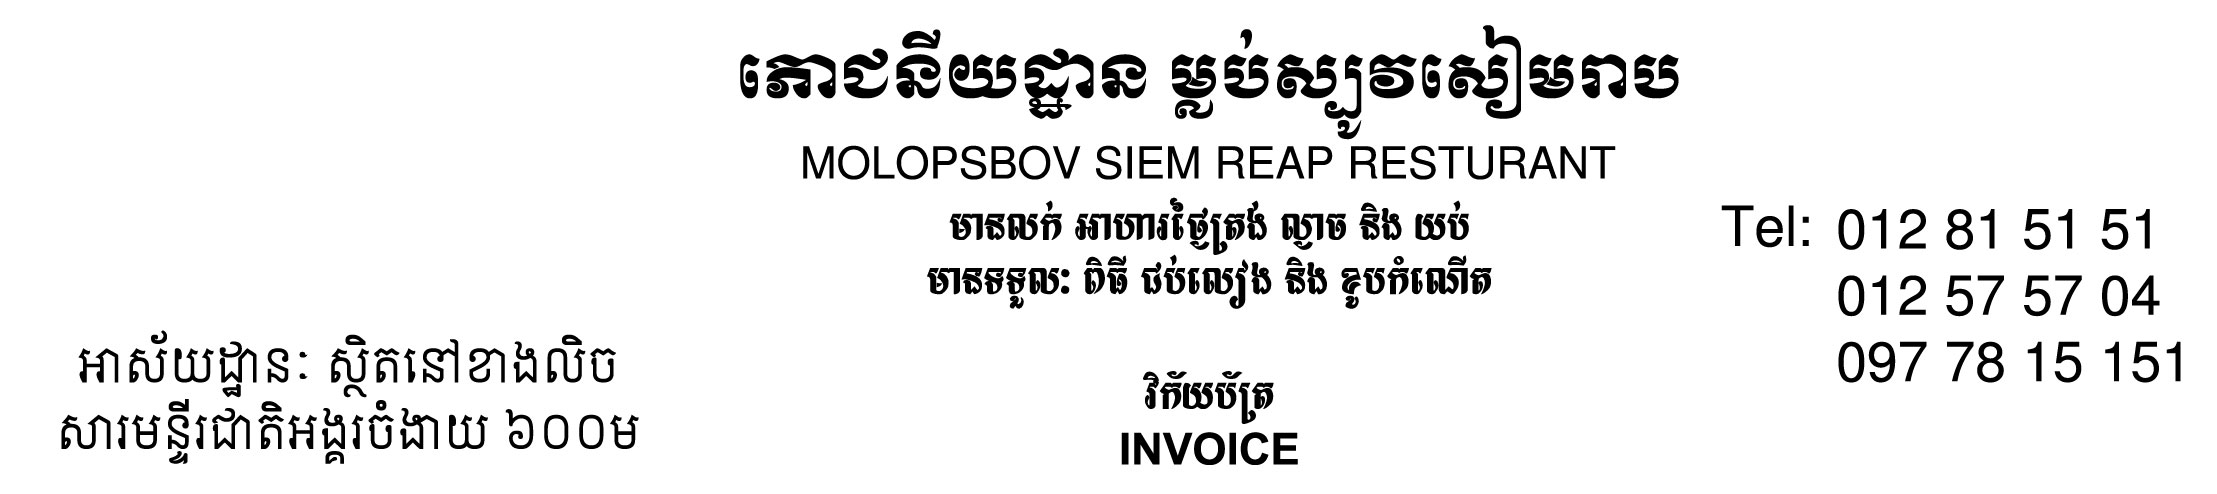 ភោជនីយដ្ឋាន ម្លប់ស្បូវសៀមរាប
MOLOPSBOV SIEM REAP RESTURANT
មានលក់ អាហារថ្ងៃត្រង់ ល្ងាច និង យប់
មានទទួលៈ ពិធី ជប់លៀង និង ខួបកំណើត
Tel: 012 81 51 51
012 57 57 04
097 78 15 151
អាស័យដ្ឋានៈ ស្ថិតនៅខាងលិច
សារមន្ទីរជាតិអង្គរចំងាយ ៦០០ម
វិក័យប័ត្រ
INVOICE